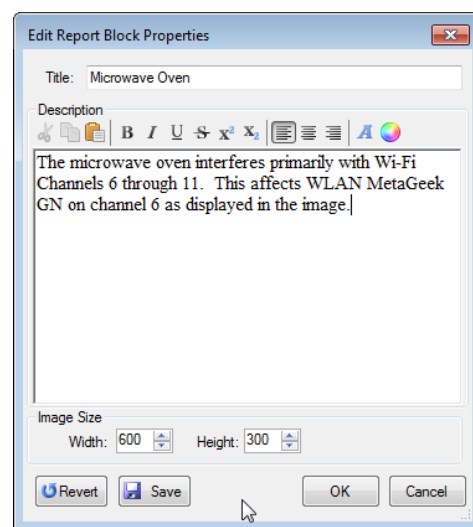 Edit Report Block Properties
Title: Microwave Oven
Description
B I U S X² X₂ A
The microwave oven interferes primarily with Wi-Fi
Channels 6 through 11.  This affects WLAN MetaGeek
GN on channel 6 as displayed in the image.
Image Size
Width: 600 Height: 300
Revert Save OK Cancel